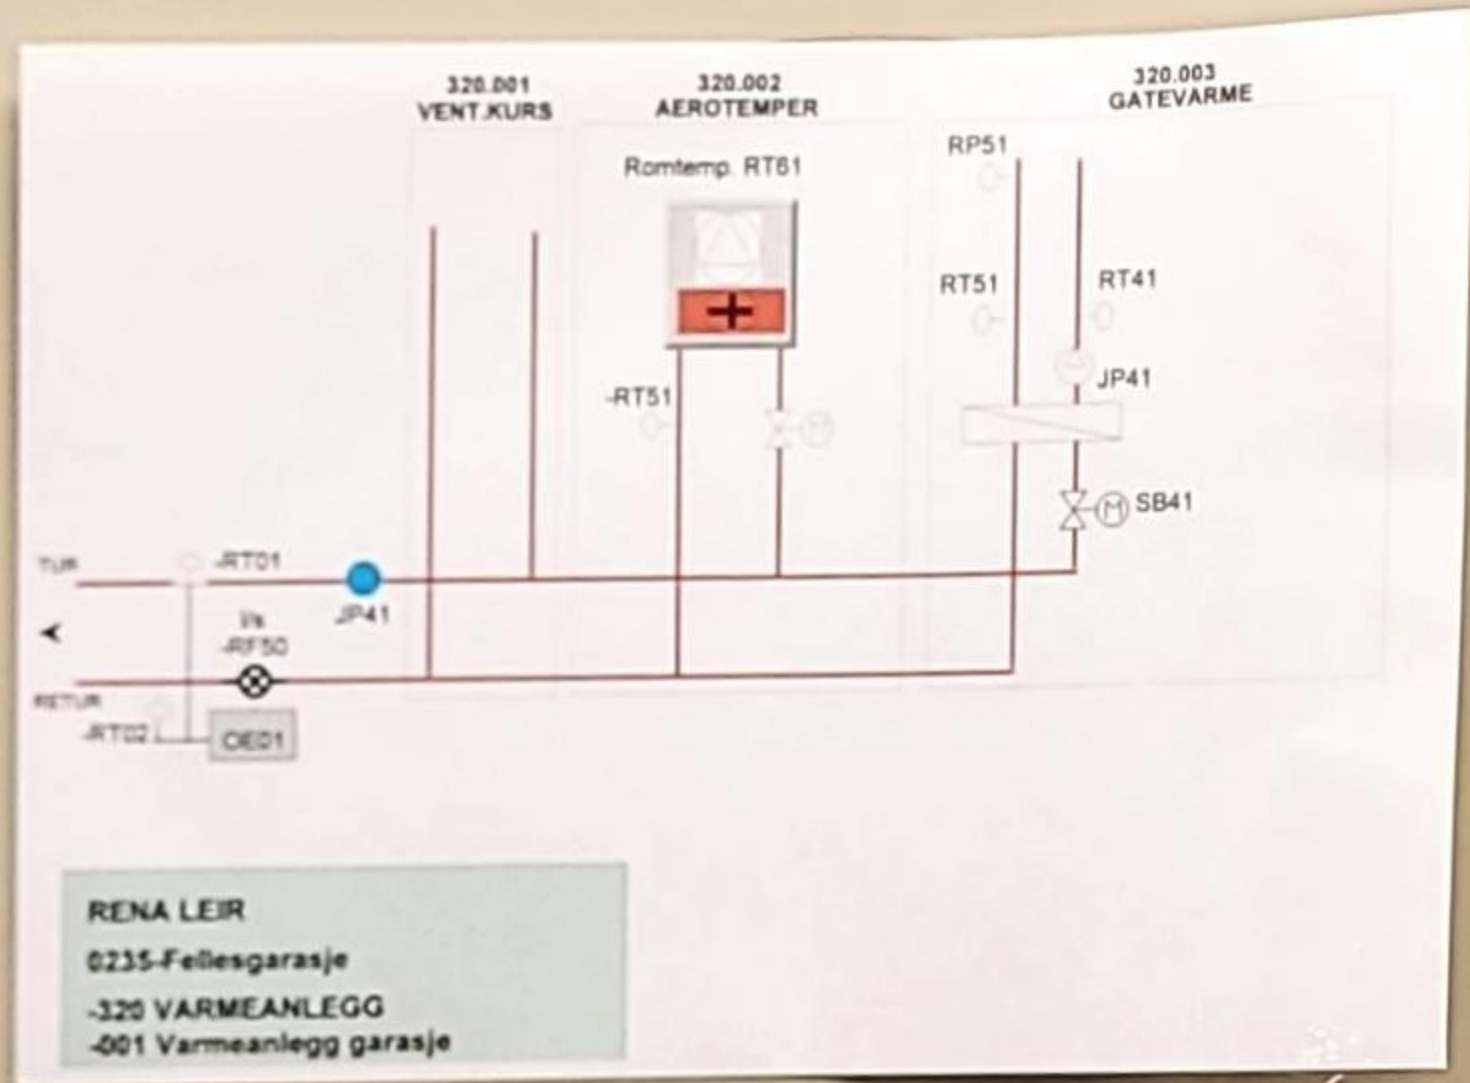 320.001
VENT.KURS
320.002
AEROTEMPER
320.003
GATEVARME
Romtemp. RT61
RP51
RT51
RT41
JP41
-RT51
M
SB41
M
TUR
-RT01
JP41
l/s
-RF50
RETUR
-RT02
OE01
RENA LEIR
0235-Fellesgarasje
-320 VARMEANLEGG
-001 Varmeanlegg garasje